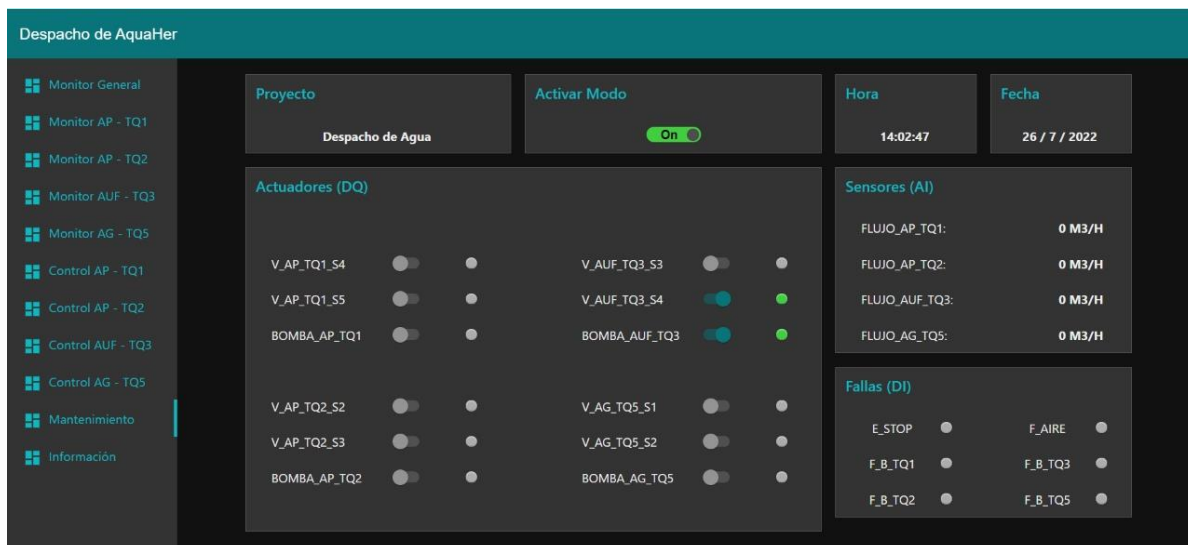 Despacho de AquaHer
Monitor General
Monitor AP - TQ1
Monitor AP - TQ2
Monitor AUF - TQ3
Monitor AG - TQ5
Control AP - TQ1
Control AP - TQ2
Control AUF - TQ3
Control AG - TQ5
Mantenimiento
Información
Proyecto
Despacho de Agua
Activar Modo
On
Hora
14:02:47
Fecha
26 / 7 / 2022
Actuadores (DQ)
V_AP_TQ1_S4
V_AUF_TQ3_S3
V_AP_TQ1_S5
V_AUF_TQ3_S4
BOMBA_AP_TQ1
BOMBA_AUF_TQ3
V_AP_TQ2_S2
V_AG_TQ5_S1
V_AP_TQ2_S3
V_AG_TQ5_S2
BOMBA_AP_TQ2
BOMBA_AG_TQ5
Sensores (AI)
FLUJO_AP_TQ1: 0 M3/H
FLUJO_AP_TQ2: 0 M3/H
FLUJO_AUF_TQ3: 0 M3/H
FLUJO_AG_TQ5: 0 M3/H
Fallas (DI)
E_STOP F_AIRE
F_B_TQ1 F_B_TQ3
F_B_TQ2 F_B_TQ5